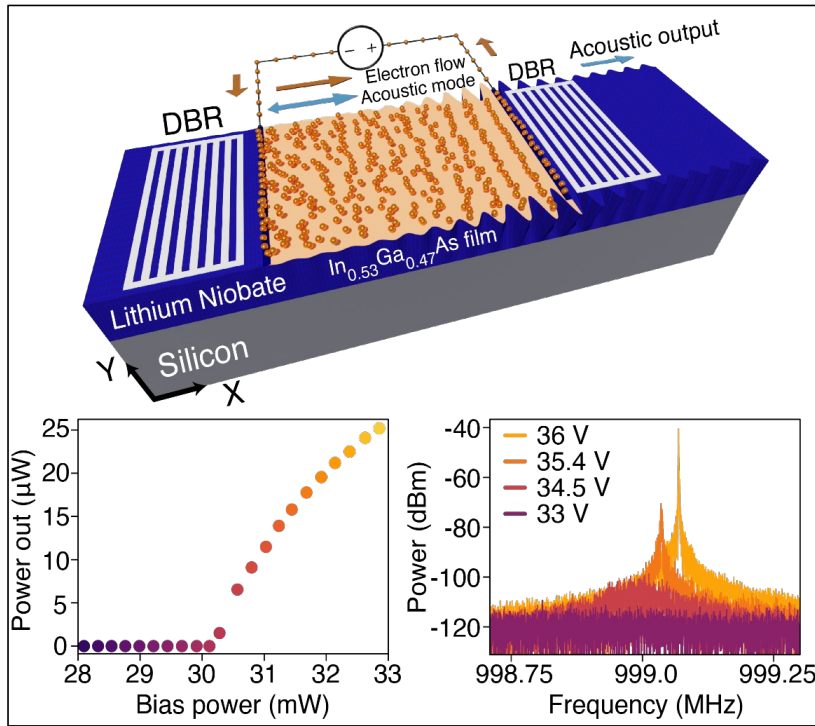 − +
Acoustic output
Electron flow
DBR
Acoustic mode
DBR
In0.53Ga0.47As film
Lithium Niobate
Silicon
Y
X
25
20
15
10
5
0
Power out (μW)
28 29 30 31 32 33
Bias power (mW)
-40
-60
-80
-100
-120
Power (dBm)
36 V
35.4 V
34.5 V
33 V
998.75 999.0 999.25
Frequency (MHz)